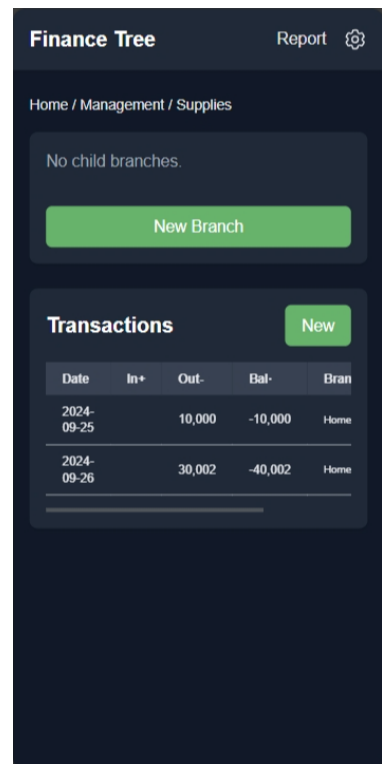 Finance Tree Report
Home / Management / Supplies
No child branches.
New Branch
Transactions New
Date In+ Out- Bal- Bran
2024-
09-25 10,000 -10,000 Home
2024-
09-26 30,002 -40,002 Home